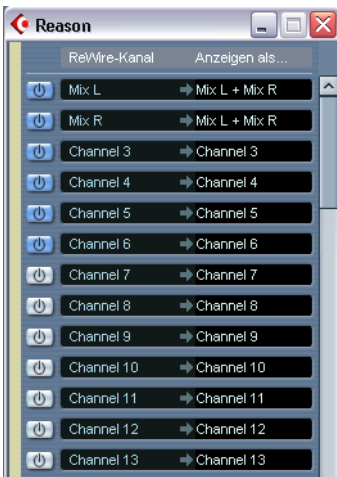 Reason
ReWire-Kanal Anzeigen als...
Mix L Mix L + Mix R
Mix R Mix L + Mix R
Channel 3 Channel 3
Channel 4 Channel 4
Channel 5 Channel 5
Channel 6 Channel 6
Channel 7 Channel 7
Channel 8 Channel 8
Channel 9 Channel 9
Channel 10 Channel 10
Channel 11 Channel 11
Channel 12 Channel 12
Channel 13 Channel 13